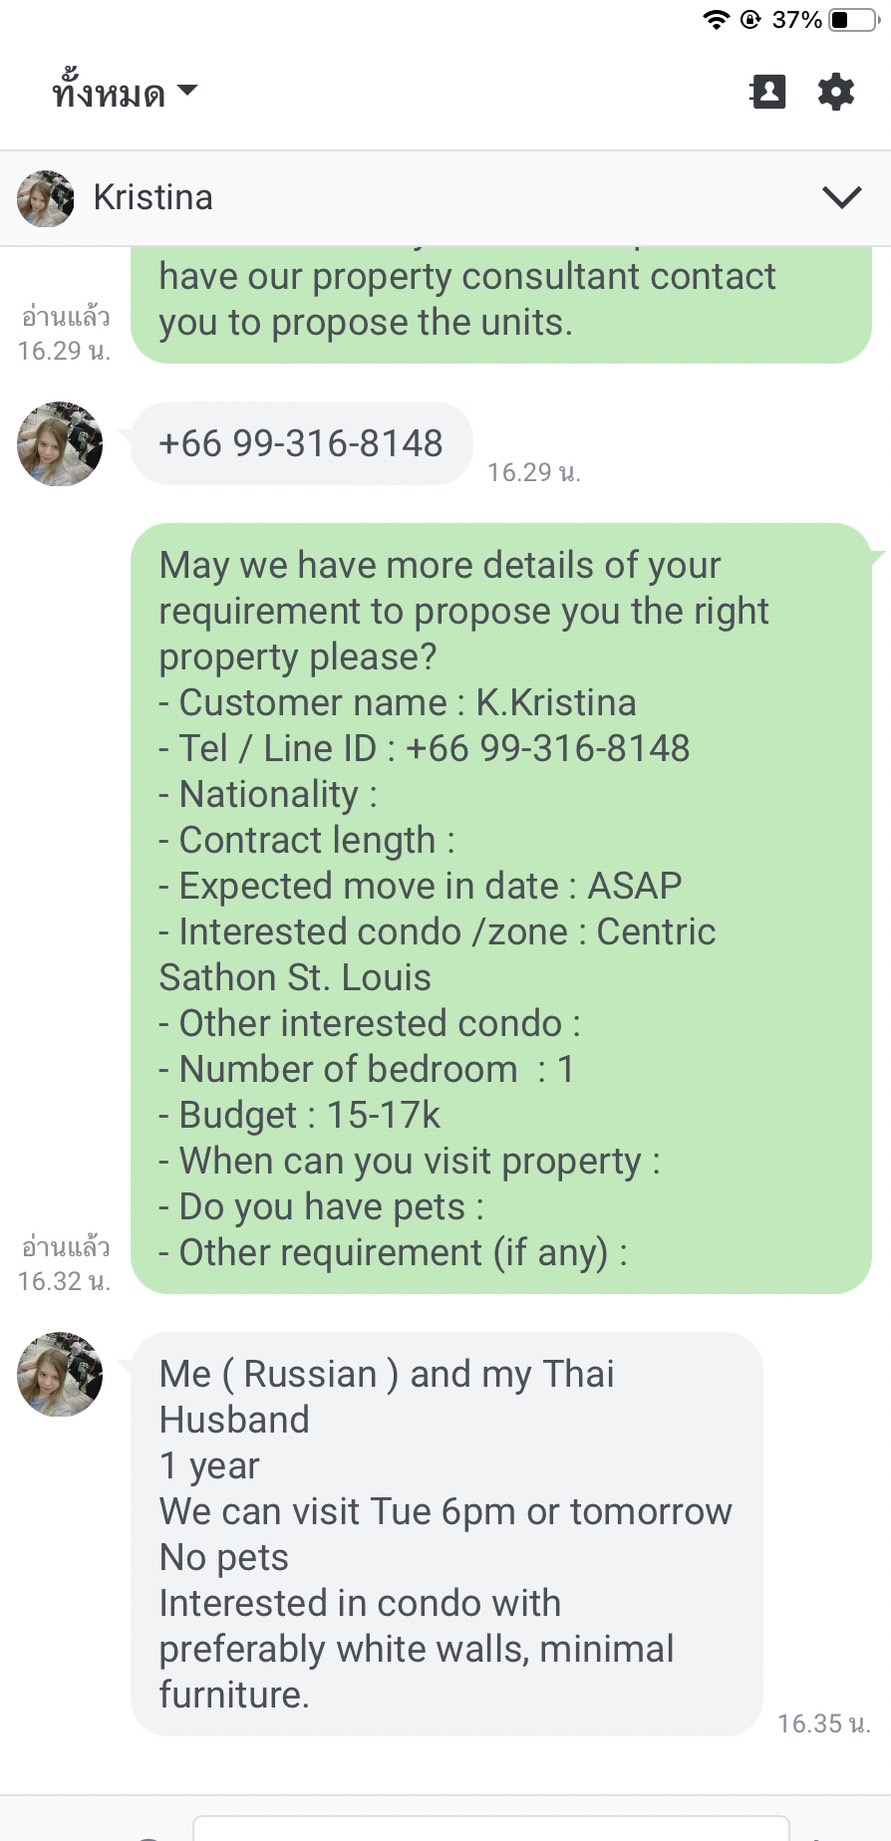 37%
ทั้งหมด
Kristina
have our property consultant contact
you to propose the units.
อ่านแล้ว
16.29 น.
+66 99-316-8148
16.29 น.
May we have more details of your
requirement to propose you the right
property please?
- Customer name : K.Kristina
- Tel / Line ID : +66 99-316-8148
- Nationality :
- Contract length :
- Expected move in date : ASAP
- Interested condo /zone : Centric
Sathon St. Louis
- Other interested condo :
- Number of bedroom  : 1
- Budget : 15-17k
- When can you visit property :
- Do you have pets :
- Other requirement (if any) :
อ่านแล้ว
16.32 น.
Me ( Russian ) and my Thai
Husband
1 year
We can visit Tue 6pm or tomorrow
No pets
Interested in condo with
preferably white walls, minimal
furniture.
16.35 น.